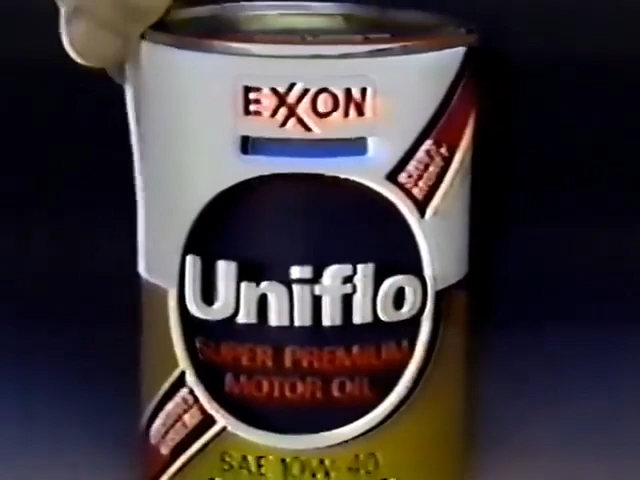 EXXON
Uniflo
SUPER PREMIUM
MOTOR OIL
SAE 10W-40